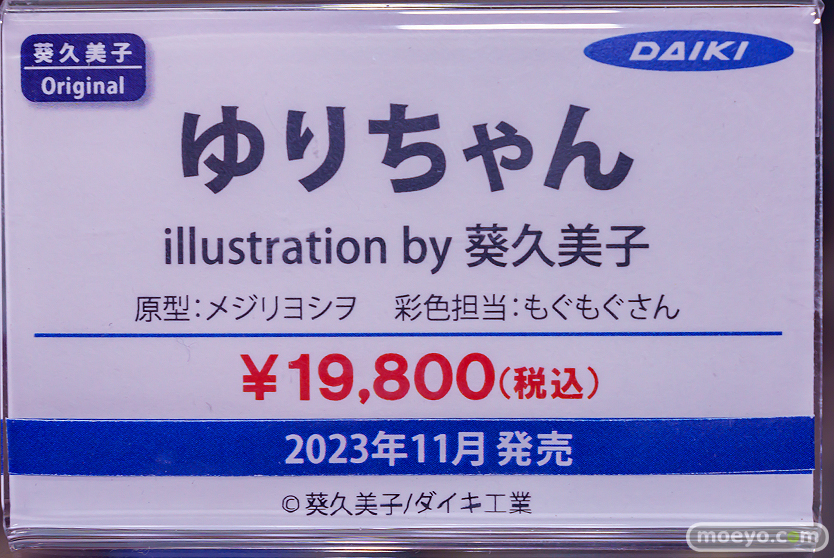 葵久美子
Original
DAIKI
ゆりちゃん
illustration by 葵久美子
原型：メジリヨシヲ　彩色担当：もぐもぐさん
¥19,800(税込)
2023年11月 発売
©葵久美子/ダイキ工業
moeyo.com